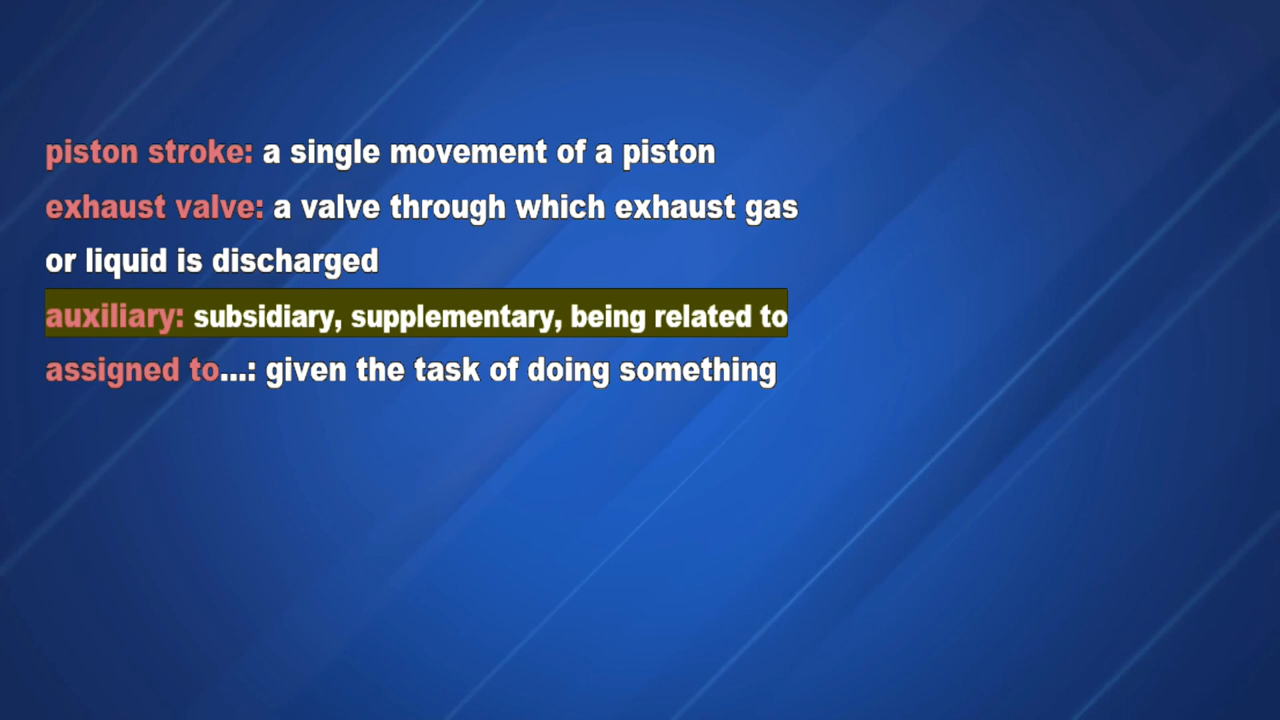 piston stroke: a single movement of a piston
exhaust valve: a valve through which exhaust gas
or liquid is discharged
auxiliary: subsidiary, supplementary, being related to
assigned to...: given the task of doing something